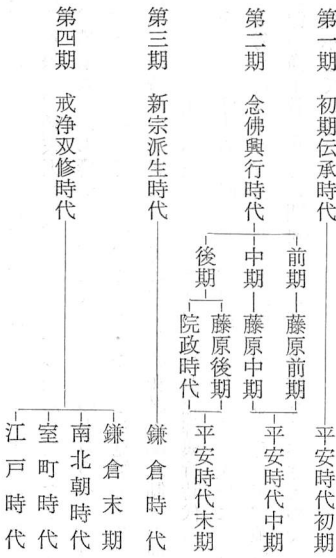 第一期　初期伝承時代
平安時代初期
第二期　念佛興行時代
前期
藤原前期
中期
藤原中期
平安時代中期
後期
藤原後期
院政時代
平安時代末期
第三期　新宗派生時代
鎌倉時代
第四期　戒浄双修時代
鎌倉末期
南北朝時代
室町時代
江戸時代